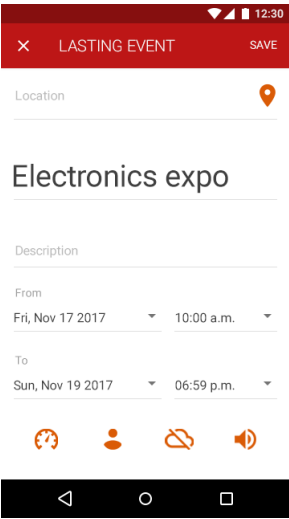 12:30
LASTING EVENT SAVE
Location
Electronics expo
Description
From
Fri, Nov 17 2017 10:00 a.m.
To
Sun, Nov 19 2017 06:59 p.m.